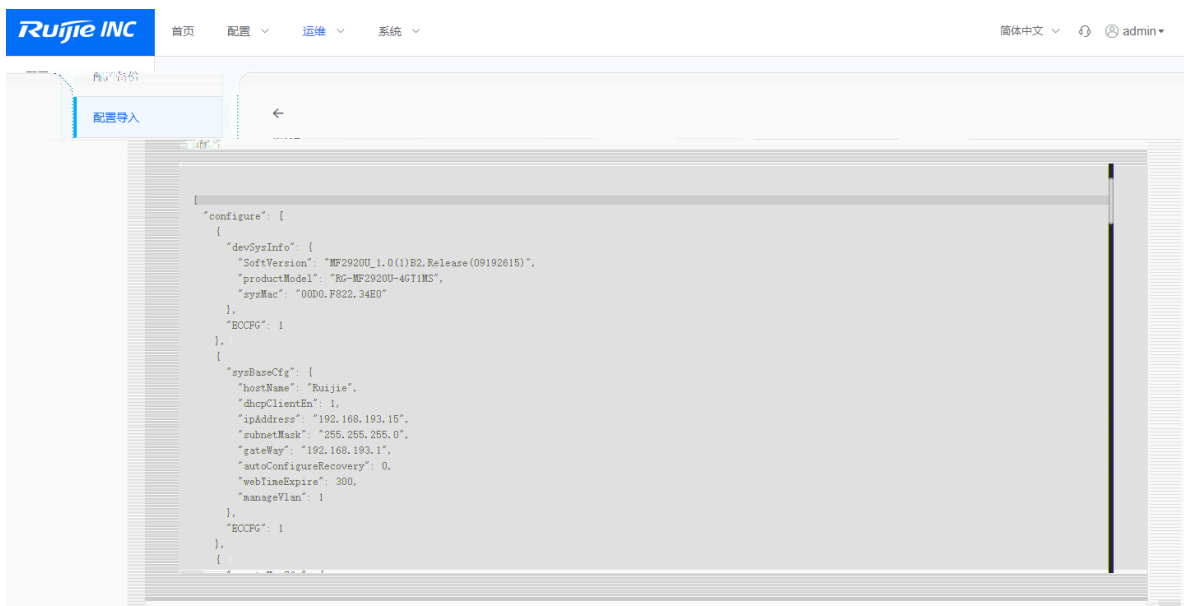 Ruijie INC 首页 配置 运维 系统 简体中文 admin
配置导入
{
"configure": [
{
"devSysInfo": {
"SoftVersion": "MF2920U_1.0(1)B2,Release(09192615)",
"productModel": "RG-MF2920U-4GT1MS",
"sysMac": "00D0.F822.34E0"
},
"ECCFG": 1
},
{
"sysBaseCfg": {
"hostName": "Ruijie",
"dhcpClientEn": 1,
"ipAddress": "192.168.193.15",
"subnetMask": "255.255.255.0",
"gateWay": "192.168.193.1",
"autoConfigureRecovery": 0,
"webTimeExpire": 300,
"manageVlan": 1
},
"ECCFG": 1
},
{